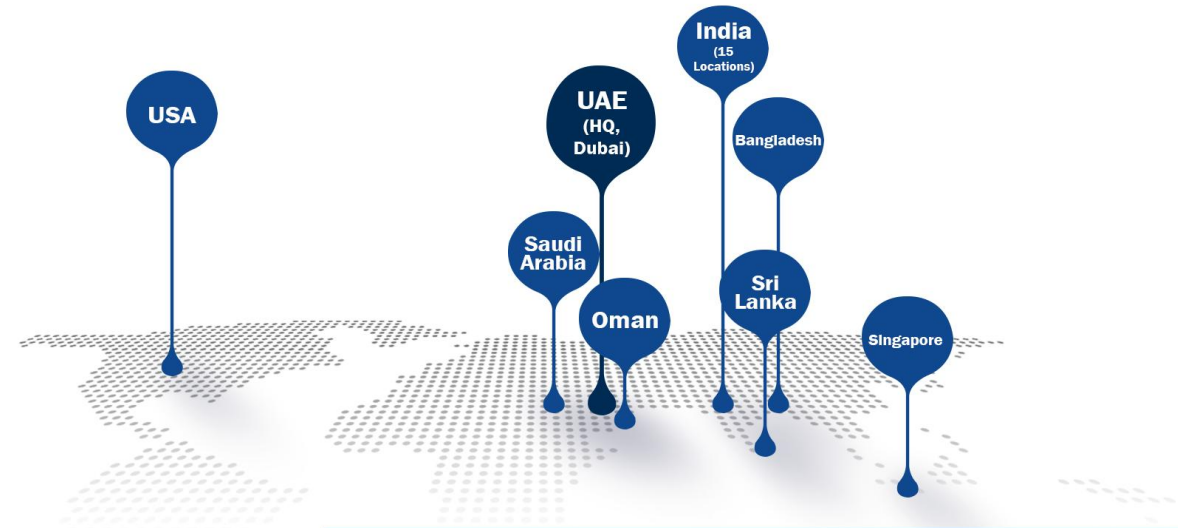 USA
UAE
(HQ,
Dubai)
India
(15
Locations)
Bangladesh
Saudi
Arabia
Oman
Sri
Lanka
Singapore